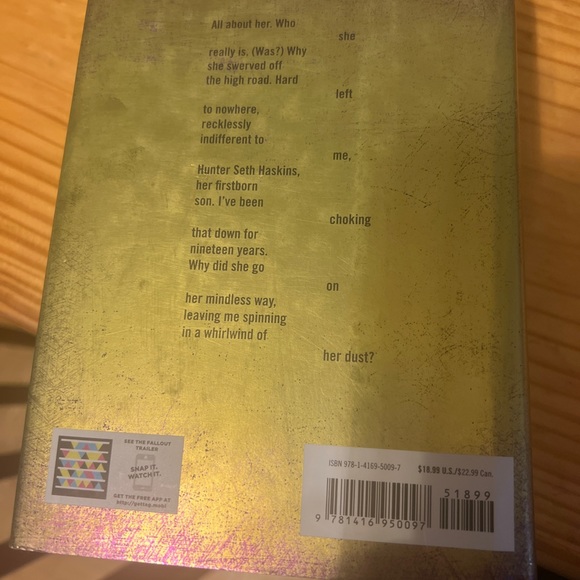 All about her. Who
she
really is. (Was?) Why
she swerved off
the high road. Hard
left
to nowhere,
recklessly
indifferent to
me,
Hunter Seth Haskins,
her firstborn
son. I've been
choking
that down for
nineteen years.
Why did she go
on
her mindless way,
leaving me spinning
in a whirlwind of
her dust?
SEE THE FALLOUT
TRAILER
SNAP IT.
WATCH IT.
GET THE FREE APP AT
http://gettag.mobi
ISBN 978-1-4169-5009-7
$18.99 U.S./$22.99 Can.
51899
9 781416 950097